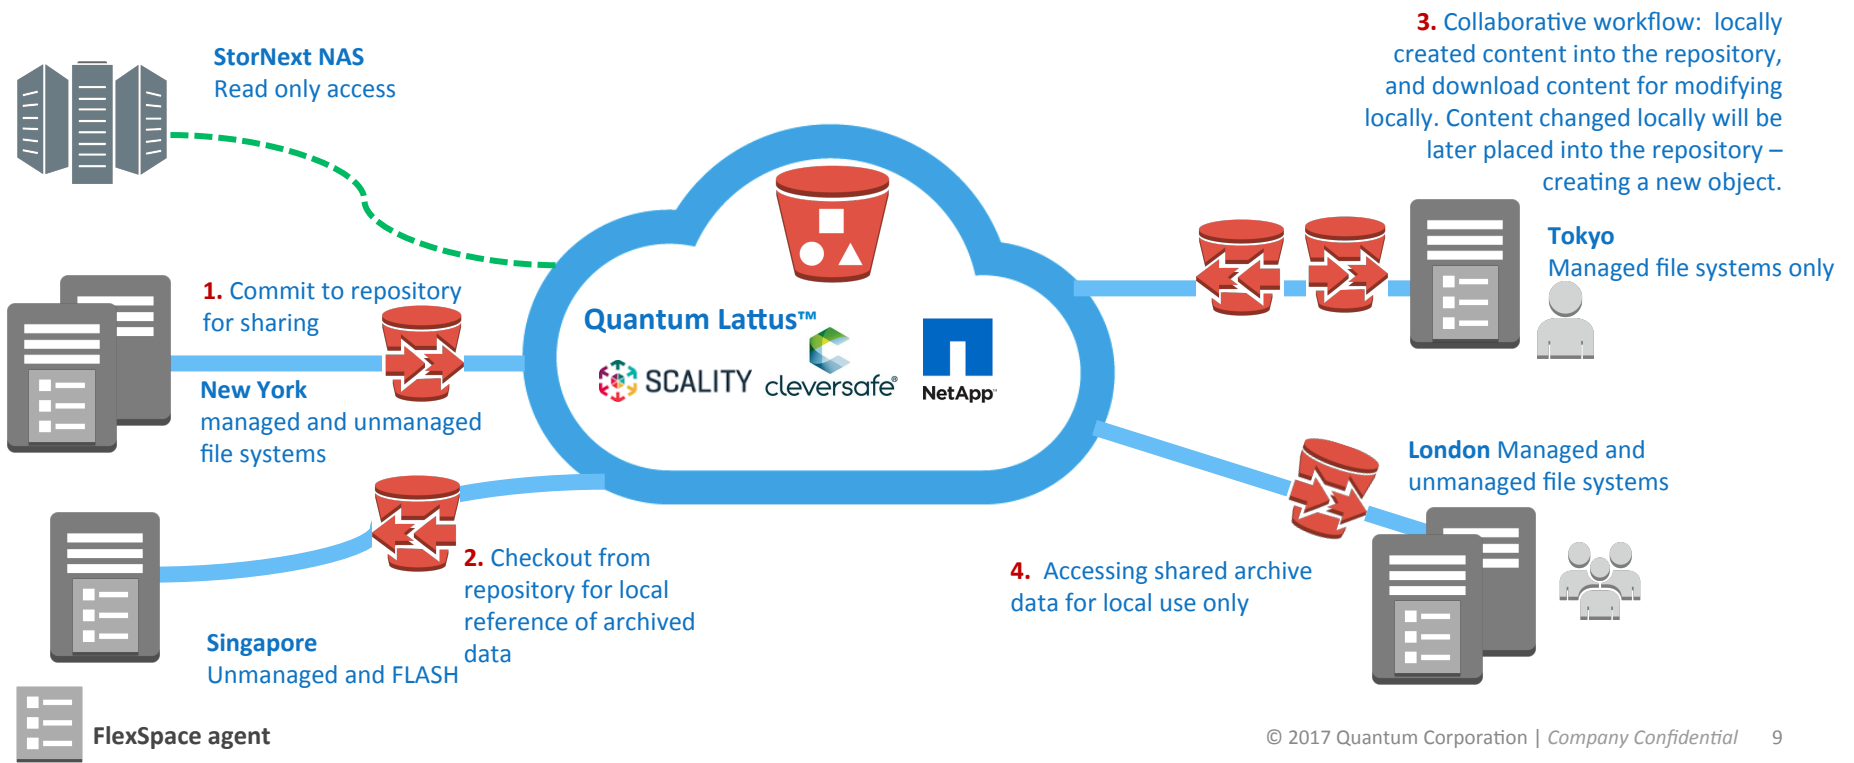 StorNext NAS
Read only access
3. Collaborative workflow: locally
created content into the repository,
and download content for modifying
locally. Content changed locally will be
later placed into the repository –
creating a new object.
Tokyo
Managed file systems only
1. Commit to repository
for sharing
New York
managed and unmanaged
file systems
Quantum Lattus™
SCALITY
cleversafe®
NetApp™
London Managed and
unmanaged file systems
2. Checkout from
repository for local
reference of archived
data
4. Accessing shared archive
data for local use only
Singapore
Unmanaged and FLASH
FlexSpace agent
© 2017 Quantum Corporation | Company Confidential 9